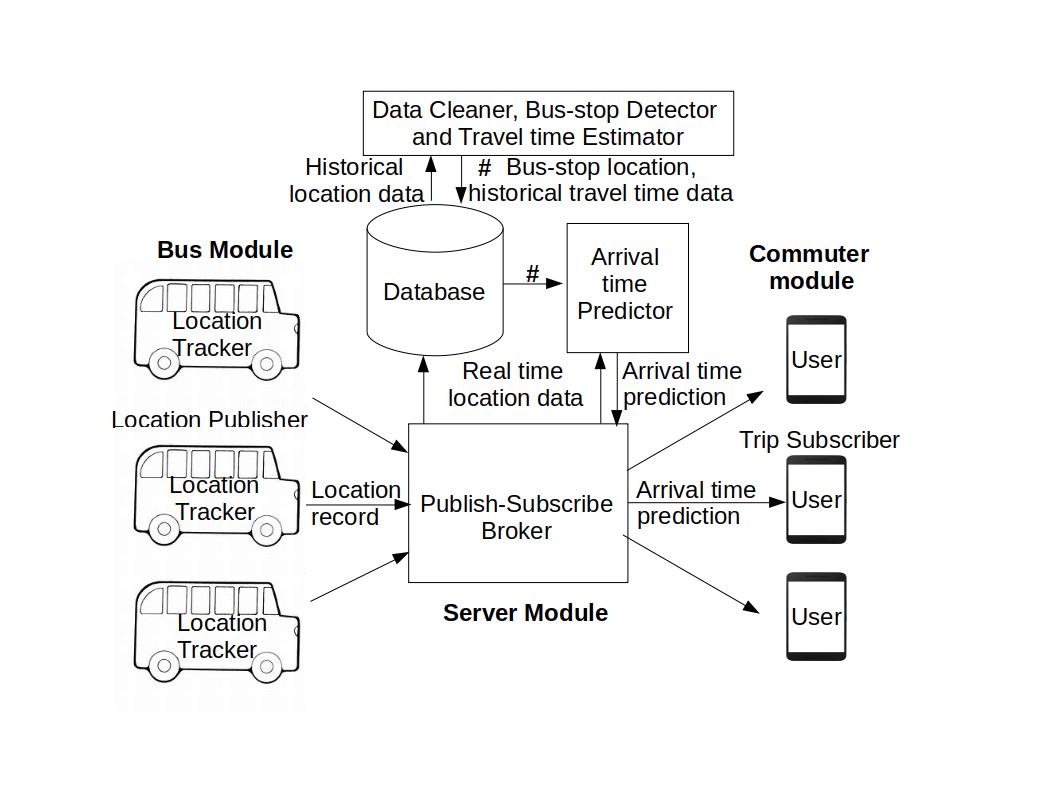 Data Cleaner, Bus-stop Detector
and Travel time Estimator
Historical
location data
# Bus-stop location,
historical travel time data
Bus Module
Location
Tracker
Location Publisher
Location
Tracker
Location
record
Location
Tracker
Database
#
Arrival
time
Predictor
Real time
location data
Arrival time
prediction
Publish-Subscribe
Broker
Server Module
Arrival time
prediction
Commuter
module
User
Trip Subscriber
User
User